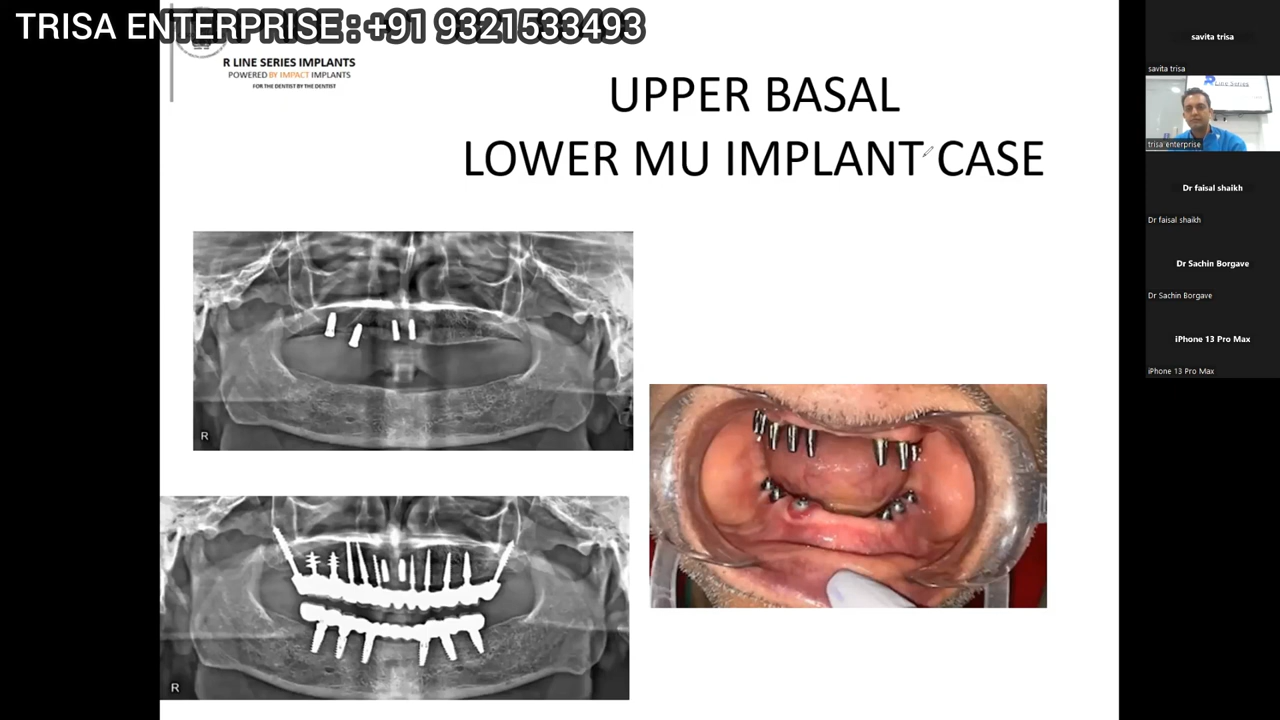 TRISA ENTERPRISE : +91 9321533493
R LINE SERIES IMPLANTS
POWERED BY IMPACT IMPLANTS
FOR THE DENTIST BY THE DENTIST
UPPER BASAL
LOWER MU IMPLANT CASE
R
R
savita trisa
savita trisa
Line Series
trisa enterprise
Dr faisal shaikh
Dr faisal shaikh
Dr Sachin Borgave
Dr Sachin Borgave
iPhone 13 Pro Max
iPhone 13 Pro Max